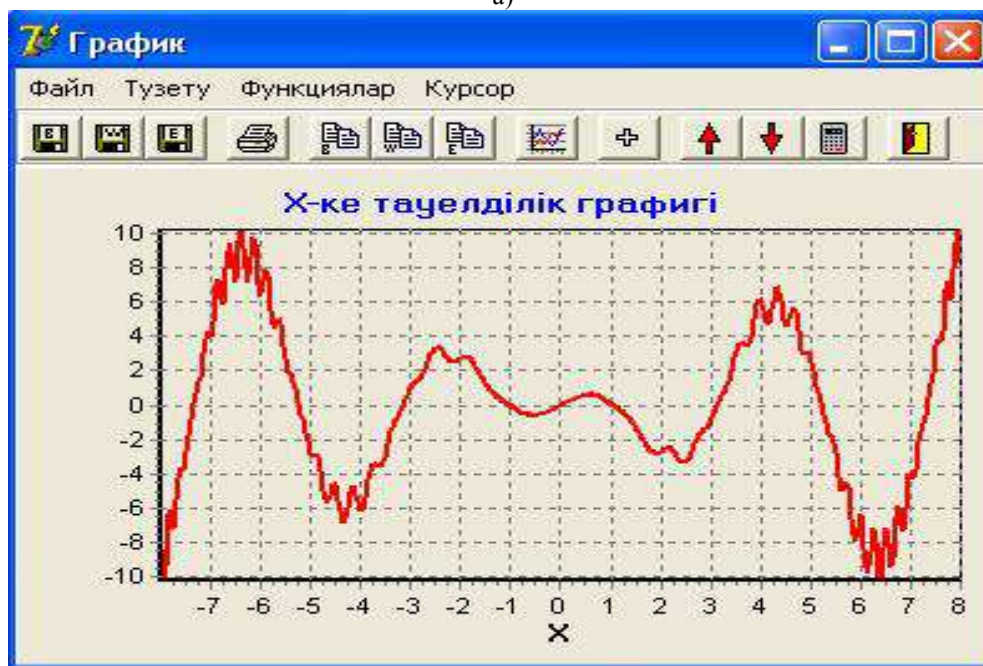 а)
График
Файл Тузету Функциялар Курсор
B W E B W E
Х-ке тауелділік графигі
10
8
6
4
2
0
-2
-4
-6
-8
-10
-7 -6 -5 -4 -3 -2 -1 0 1 2 3 4 5 6 7 8
X